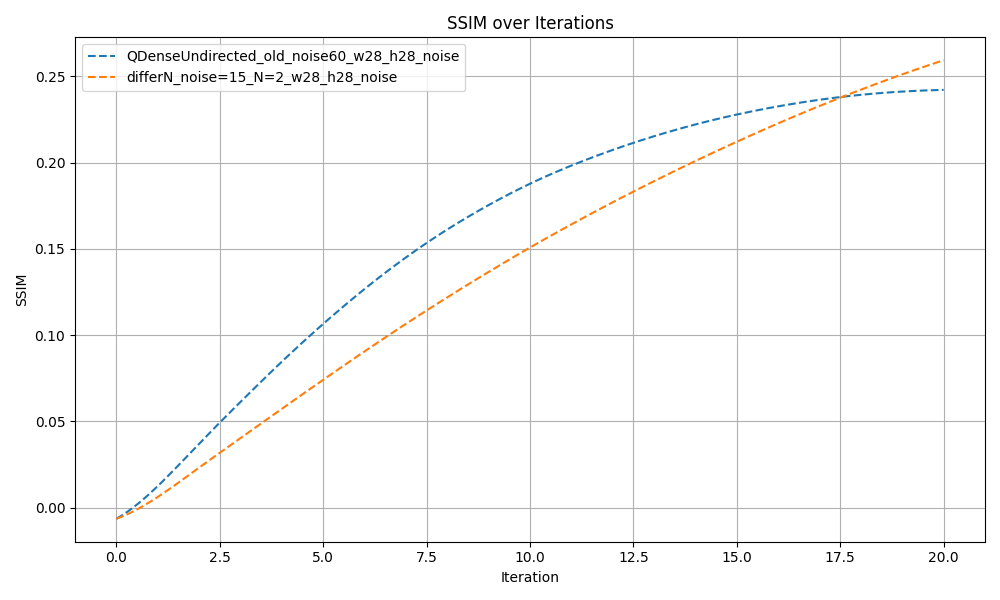 SSIM over Iterations
QDenseUndirected_old_noise60_w28_h28_noise
differN_noise=15_N=2_w28_h28_noise
SSIM
0.25
0.20
0.15
0.10
0.05
0.00
0.0 2.5 5.0 7.5 10.0 12.5 15.0 17.5 20.0
Iteration